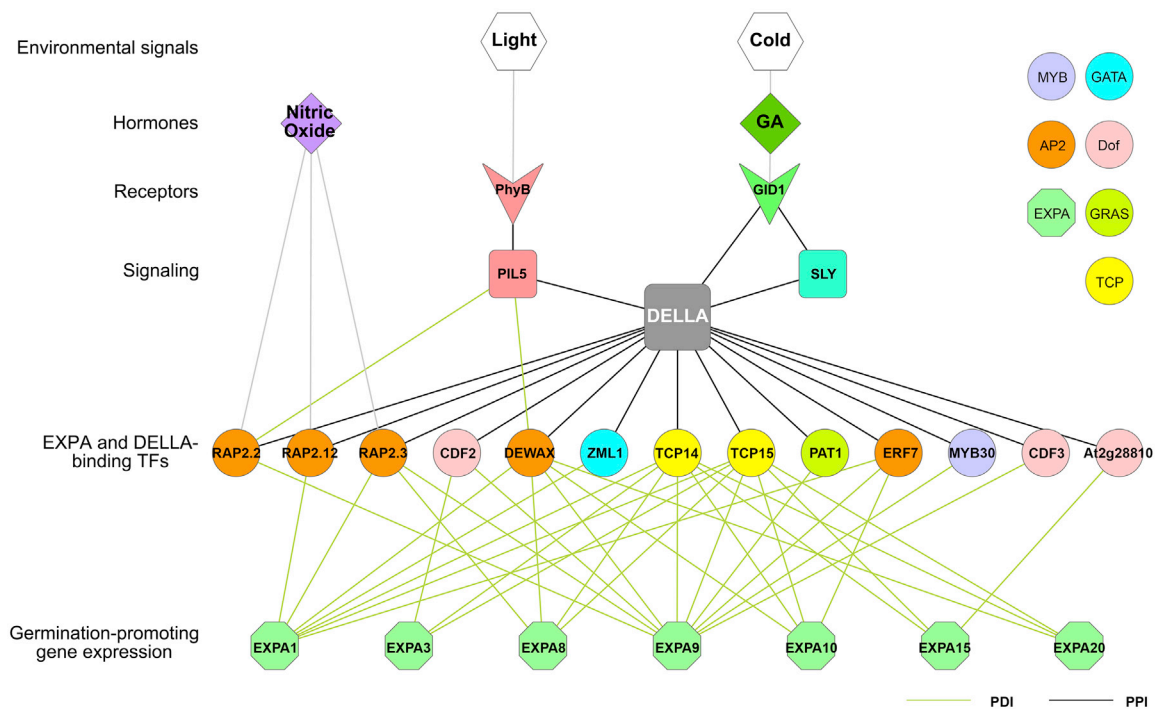 Environmental signals
Light
Cold
MYB
GATA
Hormones
Nitric
Oxide
GA
AP2
Dof
Receptors
PhyB
GID1
EXPA
GRAS
Signaling
PIL5
SLY
TCP
DELLA
EXPA and DELLA-
binding TFs
RAP2.2
RAP2.12
RAP2.3
CDF2
DEWAX
ZML1
TCP14
TCP15
PAT1
ERF7
MYB30
CDF3
At2g28810
Germination-promoting
gene expression
EXPA1
EXPA3
EXPA8
EXPA9
EXPA10
EXPA15
EXPA20
PDI
PPI